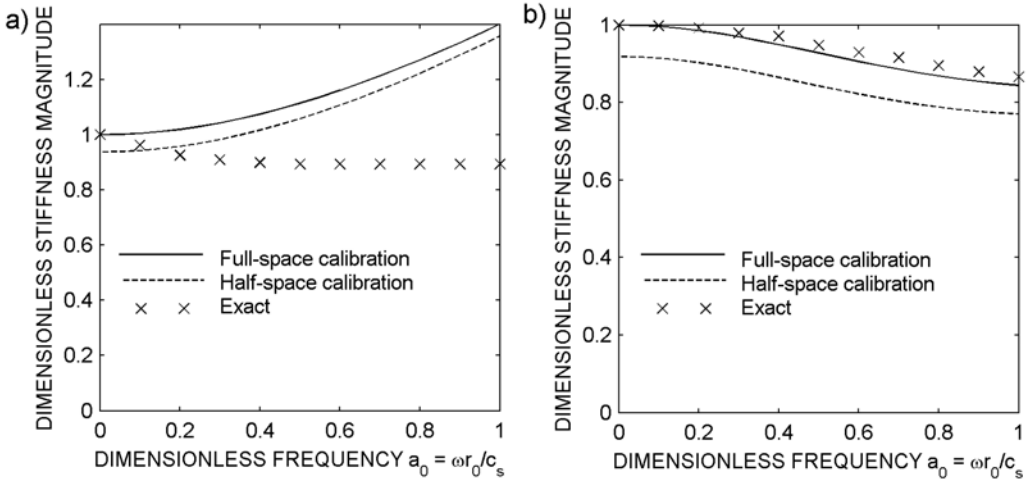 a)
DIMENSIONLESS STIFFNESS MAGNITUDE
1.2
1
0.8
0.6
0.4
0.2
0
Full-space calibration
Half-space calibration
Exact
0 0.2 0.4 0.6 0.8 1
DIMENSIONLESS FREQUENCY a₀ = ωr₀/cₛ
b)
DIMENSIONLESS STIFFNESS MAGNITUDE
1
0.8
0.6
0.4
0.2
0
Full-space calibration
Half-space calibration
Exact
0 0.2 0.4 0.6 0.8 1
DIMENSIONLESS FREQUENCY a₀ = ωr₀/cₛ